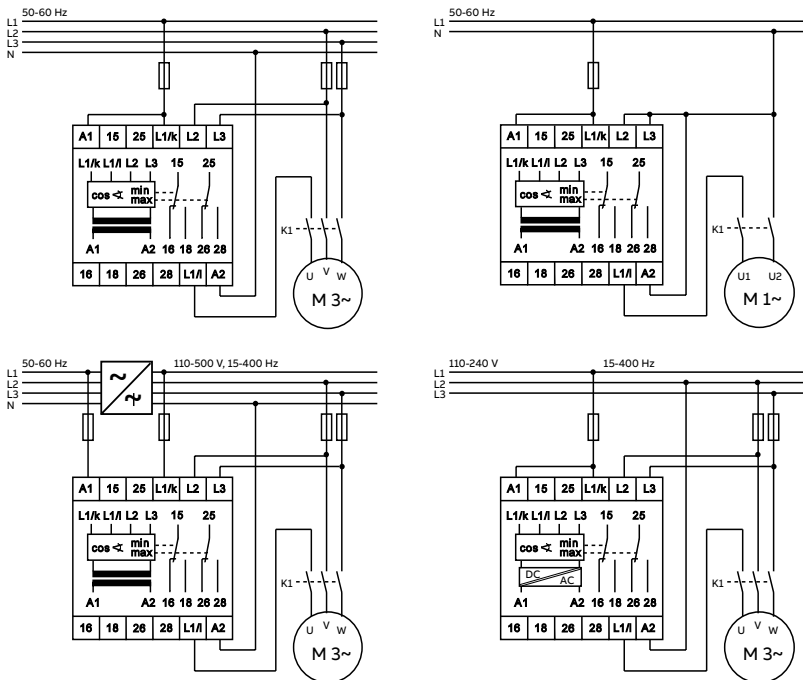 50-60 Hz
L1
L2
L3
N
A1 15 25 L1/k L2 L3
L1/k L1/l L2 L3 15 25
cos ∢ min
max
A1 A2 16 18 26 28
16 18 26 28 L1/l A2
K1
U V W
M 3~
50-60 Hz
L1
N
A1 15 25 L1/k L2 L3
L1/k L1/l L2 L3 15 25
cos ∢ min
max
A1 A2 16 18 26 28
16 18 26 28 L1/l A2
K1
U1 U2
M 1~
50-60 Hz 110-500 V, 15-400 Hz
L1
L2
L3
N
~
~
A1 15 25 L1/k L2 L3
L1/k L1/l L2 L3 15 25
cos ∢ min
max
A1 A2 16 18 26 28
16 18 26 28 L1/l A2
K1
U V W
M 3~
110-240 V 15-400 Hz
L1
L2
L3
A1 15 25 L1/k L2 L3
L1/k L1/l L2 L3 15 25
cos ∢ min
max
DC AC
A1 A2 16 18 26 28
16 18 26 28 L1/l A2
K1
U V W
M 3~